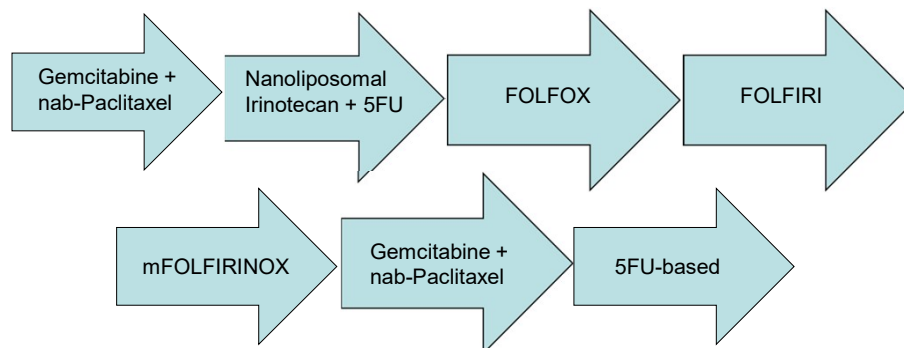 Gemcitabine +
nab-Paclitaxel
Nanoliposomal
Irinotecan + 5FU
FOLFOX
FOLFIRI
mFOLFIRINOX
Gemcitabine +
nab-Paclitaxel
5FU-based